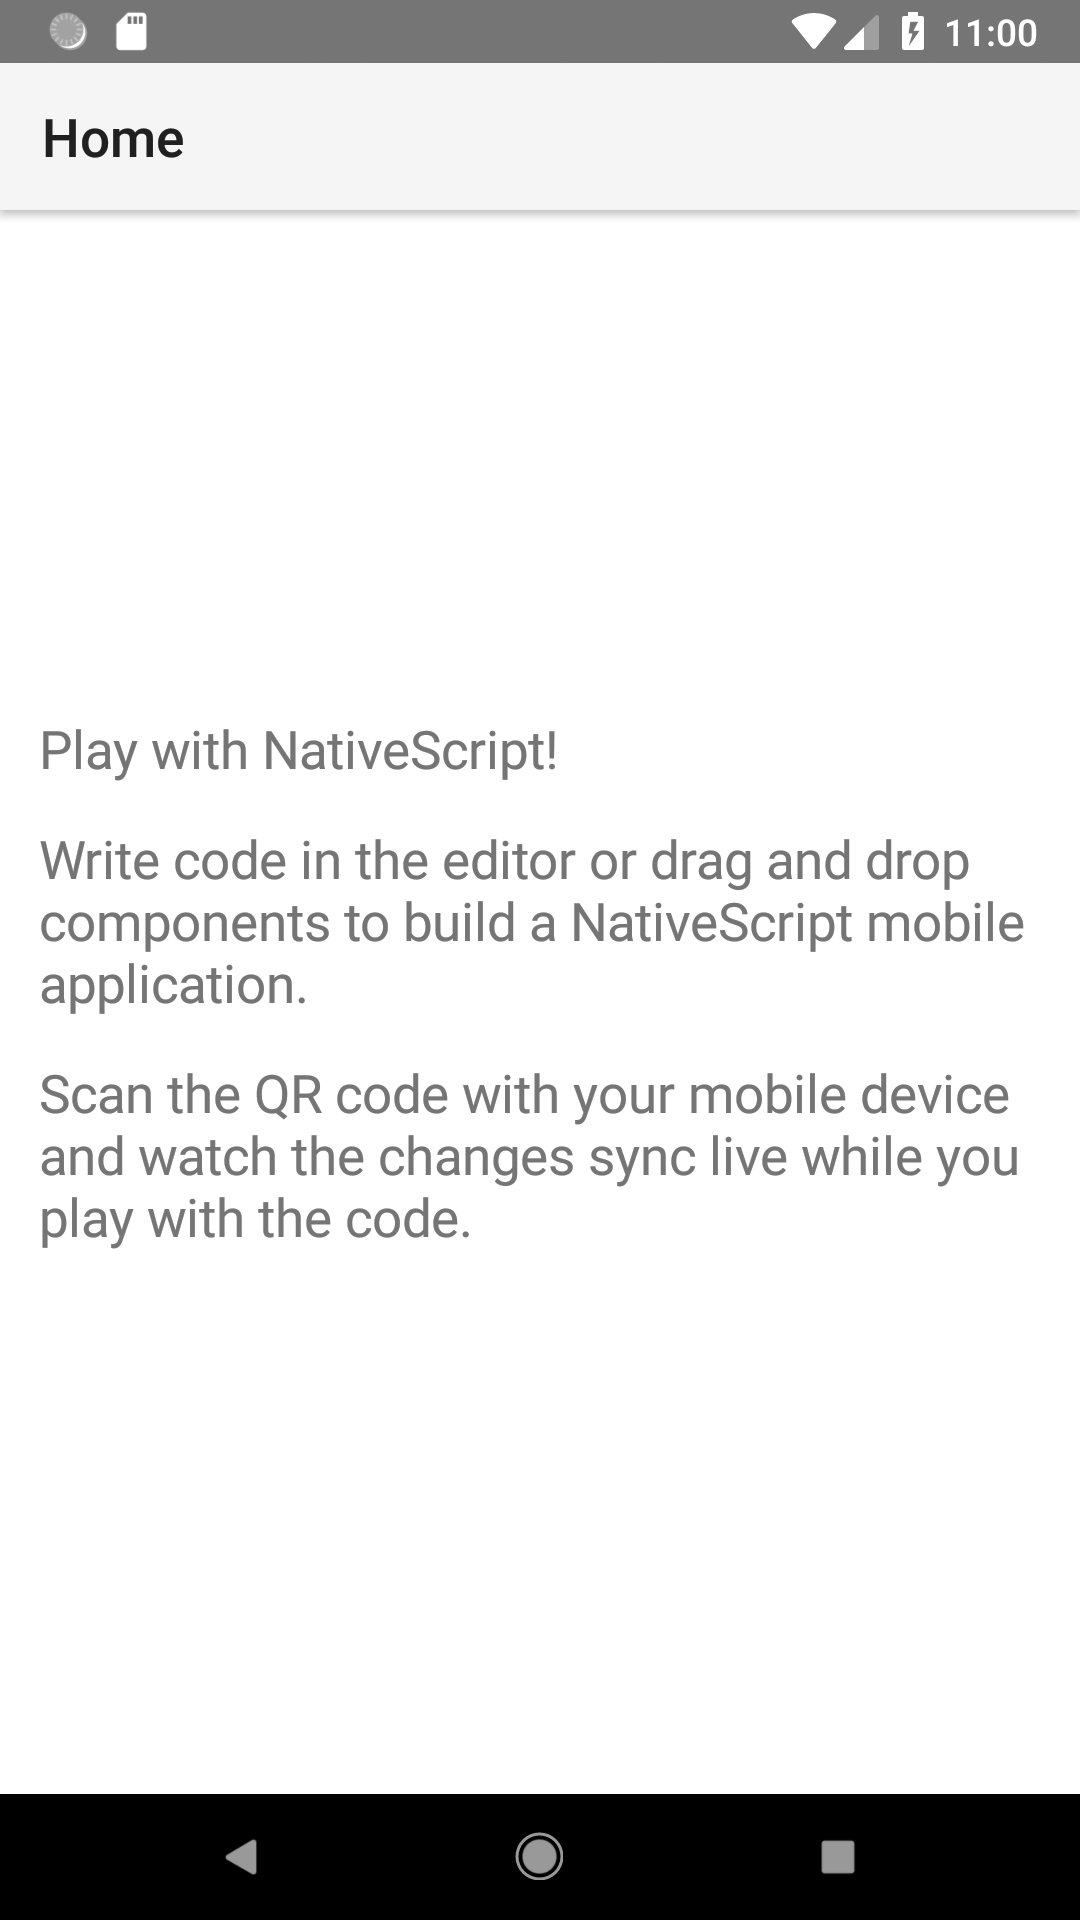 11:00
Home
Play with NativeScript!
Write code in the editor or drag and drop
components to build a NativeScript mobile
application.
Scan the QR code with your mobile device
and watch the changes sync live while you
play with the code.